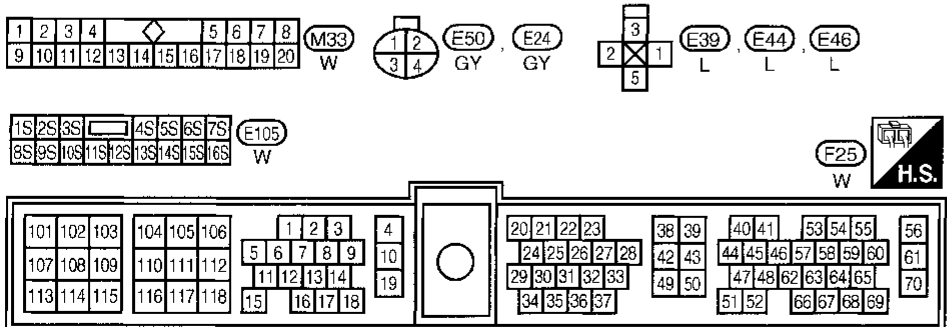 1 2 3 4 5 6 7 8 M33
9 10 11 12 13 14 15 16 17 18 19 20 W
1 2 E50 , E24
3 4 GY GY
3
2 1 E39 , E44 , E46
5 L L L
1S 2S 3S 4S 5S 6S 7S E105
8S 9S 10S 11S 12S 13S 14S 15S 16S W
F25 W
H.S.
101 102 103 104 105 106 1 2 3 4 20 21 22 23 38 39 40 41 53 54 55 56
107 108 109 110 111 112 5 6 7 8 9 10 24 25 26 27 28 42 43 44 45 46 57 58 59 60 61
113 114 115 116 117 118 11 12 13 14 19 29 30 31 32 33 49 50 47 48 62 63 64 65 70
15 16 17 18 34 35 36 37 51 52 66 67 68 69